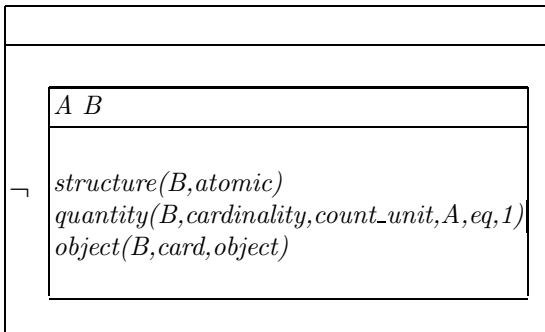 A B
¬
structure(B,atomic)
quantity(B,cardinality,count_unit,A,eq,1)
object(B,card,object)